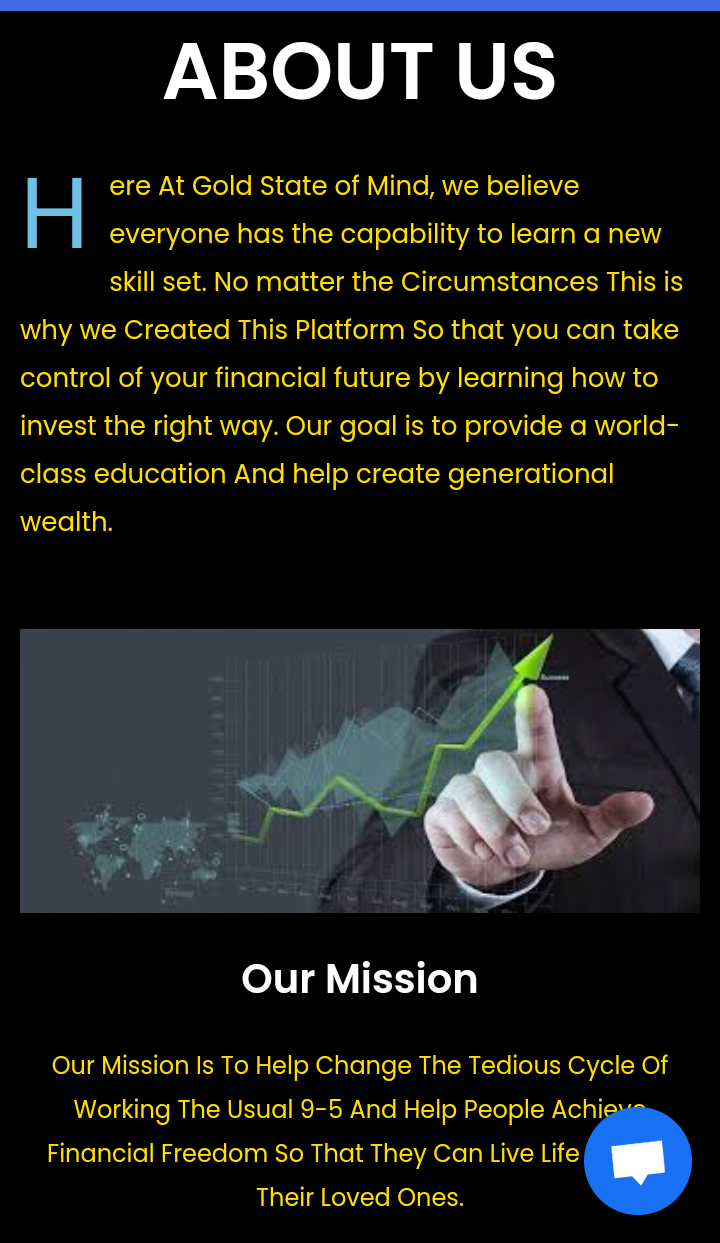 ABOUT US
Here At Gold State of Mind, we believe
everyone has the capability to learn a new
skill set. No matter the Circumstances This is
why we Created This Platform So that you can take
control of your financial future by learning how to
invest the right way. Our goal is to provide a world-
class education And help create generational
wealth.
Success
Our Mission
Our Mission Is To Help Change The Tedious Cycle Of
Working The Usual 9-5 And Help People Achieve
Financial Freedom So That They Can Live Life
Their Loved Ones.